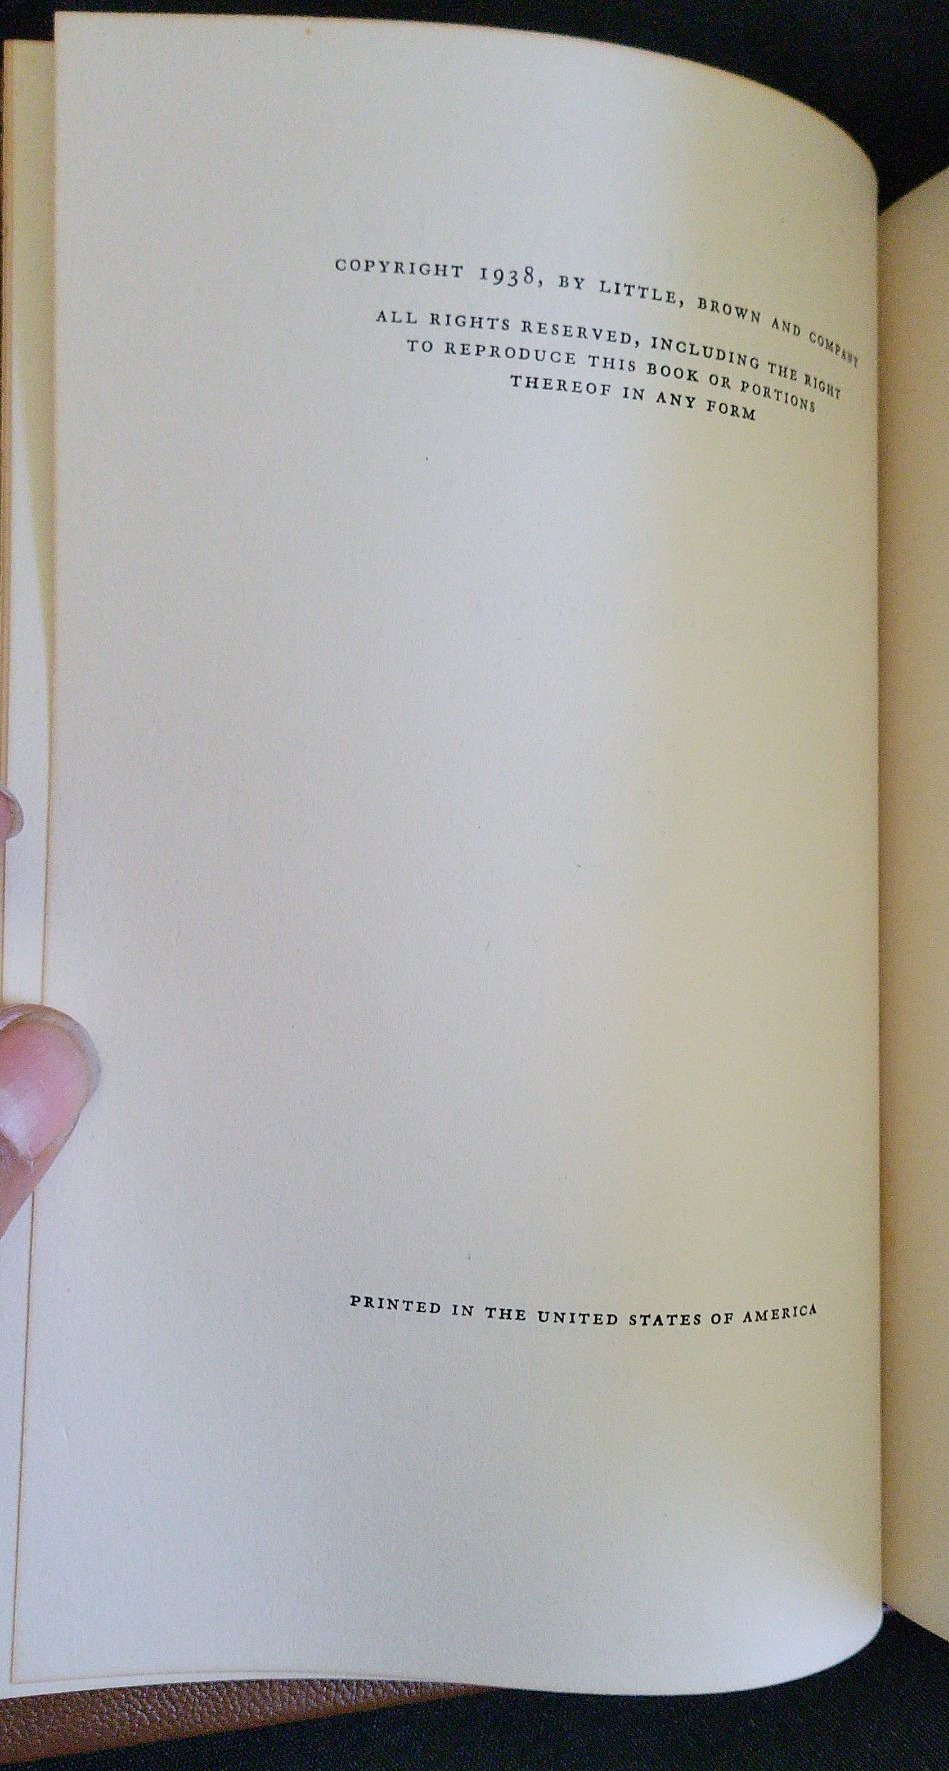 COPYRIGHT 1938, BY LITTLE, BROWN AND COMPANY
ALL RIGHTS RESERVED, INCLUDING THE RIGHT
TO REPRODUCE THIS BOOK OR PORTIONS
THEREOF IN ANY FORM
PRINTED IN THE UNITED STATES OF AMERICA